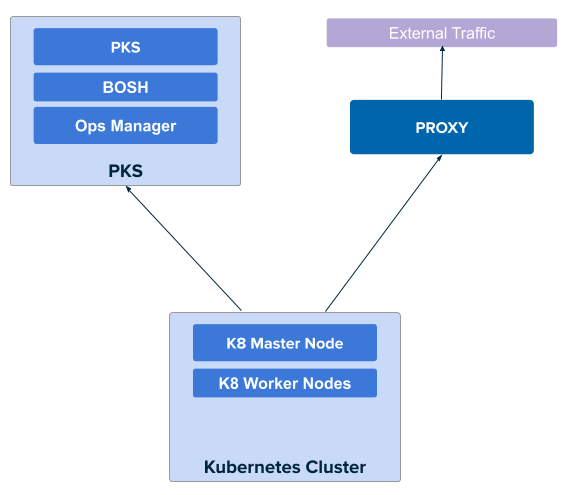 PKS
BOSH
Ops Manager
PKS
External Traffic
PROXY
K8 Master Node
K8 Worker Nodes
Kubernetes Cluster